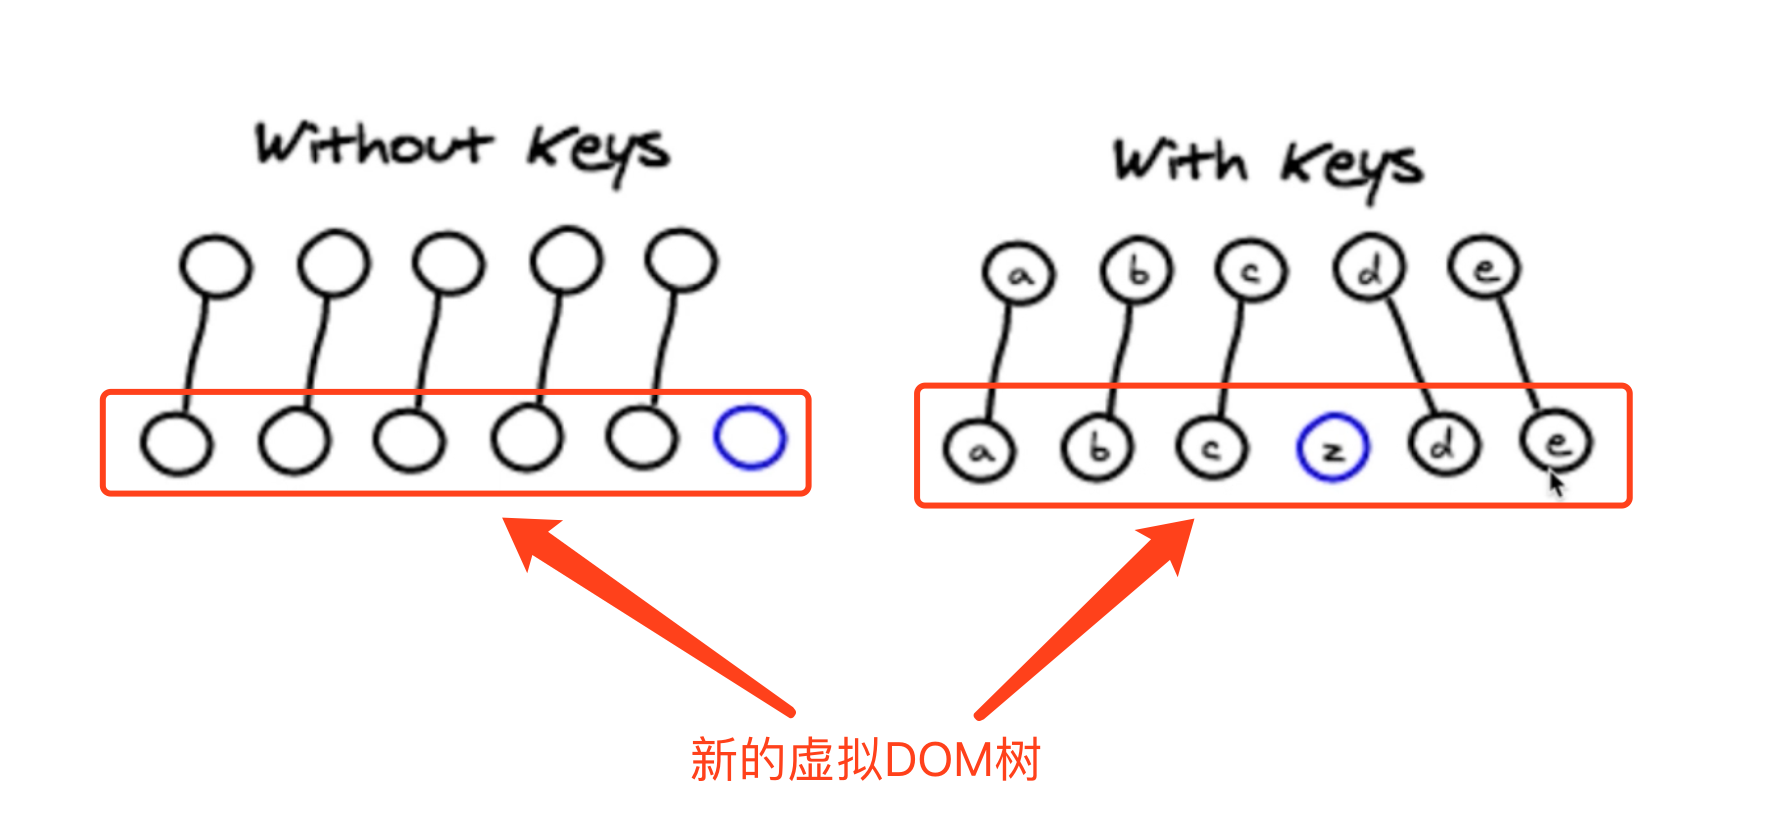 Without Keys
With Keys
a b c d e
a b c z d e
新的虚拟DOM树